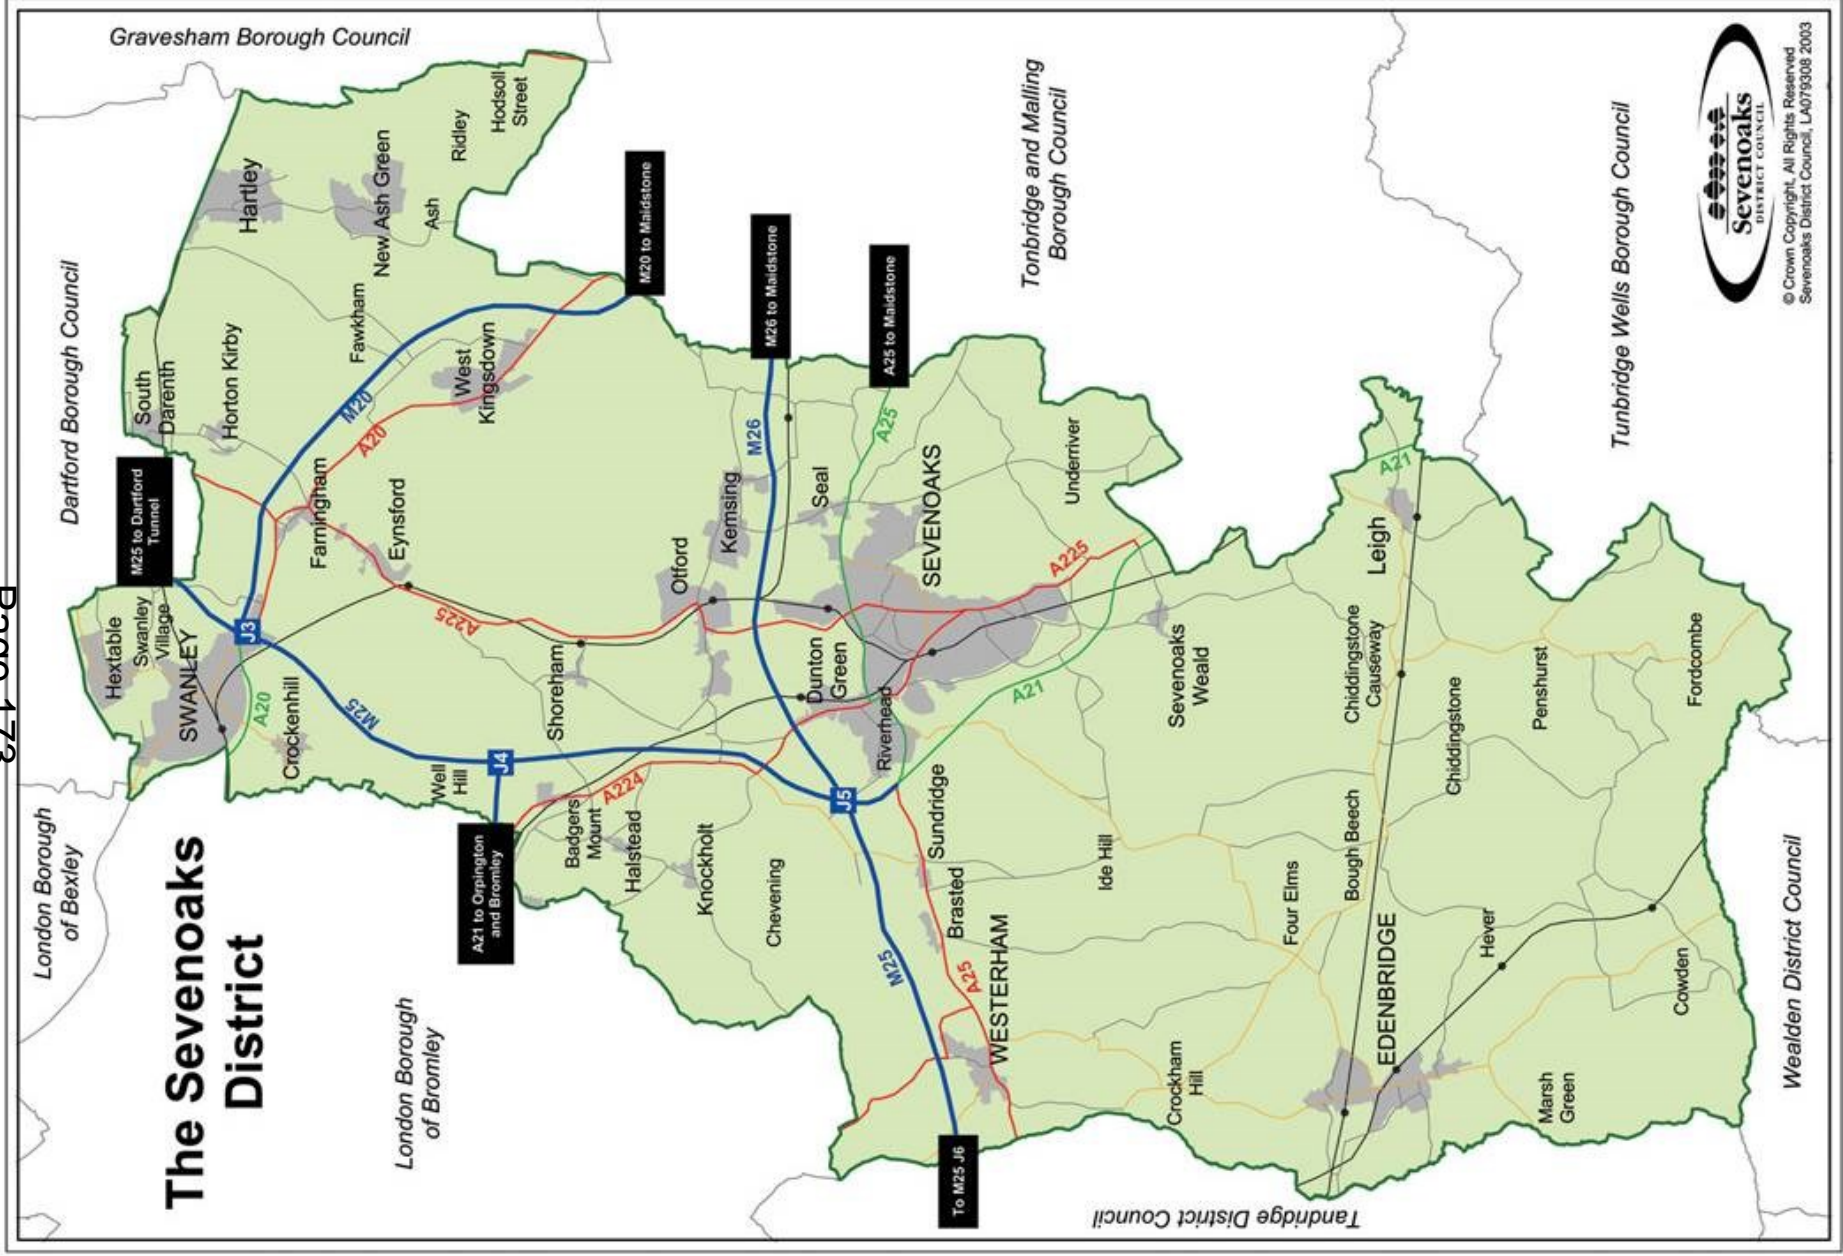 The Sevenoaks
District
London Borough
of Bexley
Dartford Borough Council
Gravesham Borough Council
London Borough
of Bromley
Tandridge District Council
Wealden District Council
Tunbridge Wells Borough Council
Tonbridge and Malling
Borough Council
M25 to Dartford
Tunnel
A21 to Orpington
and Bromley
To M25 J6
M20 to Maidstone
M26 to Maidstone
A25 to Maidstone
Hextable
Swanley
Village
SWANLEY
J3
A20
Crockenhill
M25
South
Darenth
Horton Kirby
Hartley
Fawkham
New Ash Green
Ash
Ridley
Hodsoll
Street
M20
A20
West
Kingsdown
Farningham
Eynsford
A225
Well
Hill
J4
Shoreham
Badgers
Mount
A224
Halstead
Knockholt
Chevening
Otford
Kemsing
M26
Seal
A25
SEVENOAKS
Dunton
Green
Riverhead
J5
A21
A225
Underriver
Sundridge
Brasted
M25
A25
WESTERHAM
Ide Hill
Sevenoaks
Weald
Crockham
Hill
Four Elms
Bough Beech
Chiddingstone
Causeway
Leigh
A21
EDENBRIDGE
Hever
Chiddingstone
Penshurst
Marsh
Green
Cowden
Fordcombe
Sevenoaks
DISTRICT COUNCIL
© Crown Copyright, All Rights Reserved
Sevenoaks District Council, LA079308 2003